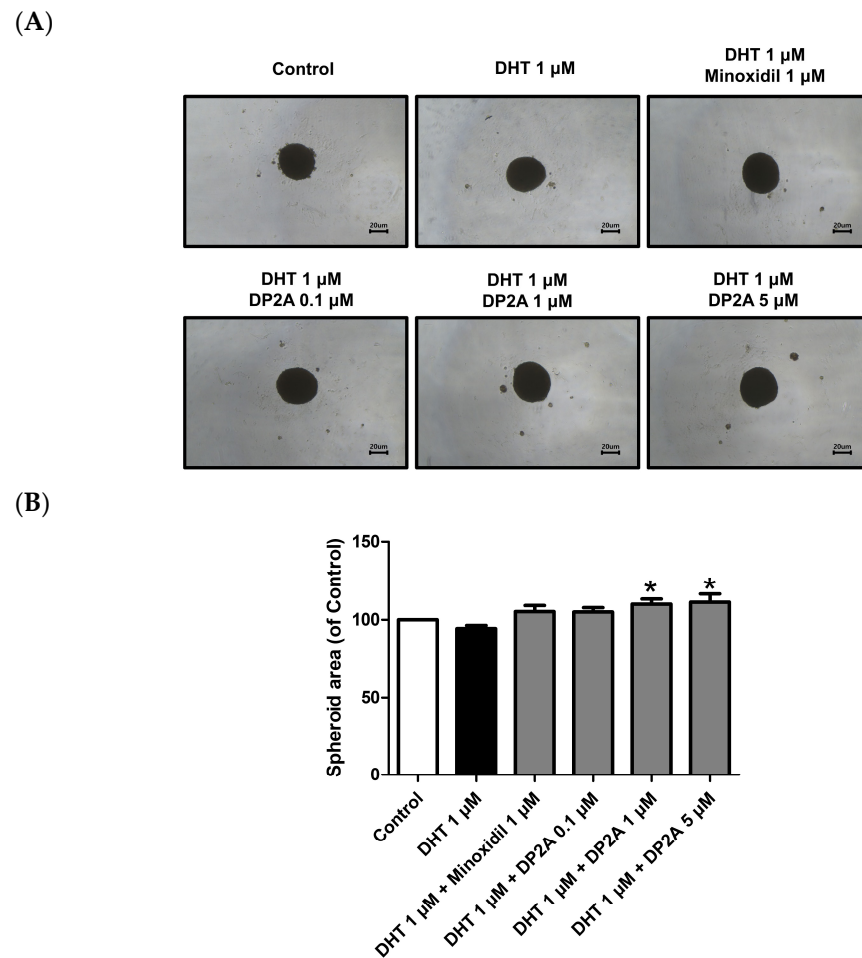 (A)
Control
DHT 1 µM
DHT 1 µM
Minoxidil 1 µM
20um
20um
20um
DHT 1 µM
DP2A 0.1 µM
DHT 1 µM
DP2A 1 µM
DHT 1 µM
DP2A 5 µM
20um
20um
20um
(B)
Spheroid area (of Control)
150
100
50
0
*
*
Control
DHT 1 µM
DHT 1 µM + Minoxidil 1 µM
DHT 1 µM + DP2A 0.1 µM
DHT 1 µM + DP2A 1 µM
DHT 1 µM + DP2A 5 µM